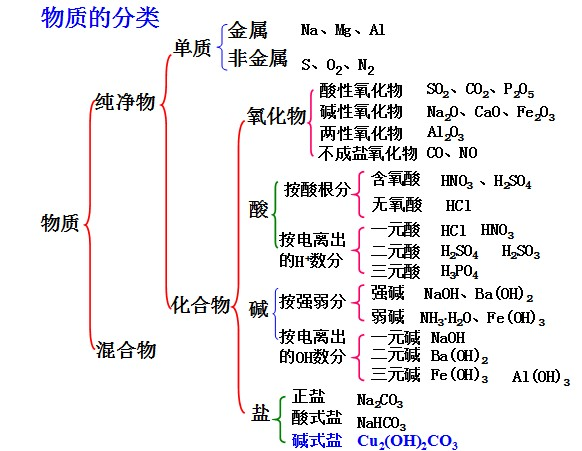 物质的分类
金属 Na、Mg、Al
单质
非金属 S、O₂、N₂
纯净物
酸性氧化物 SO₂、CO₂、P₂O₅
碱性氧化物 Na₂O、CaO、Fe₂O₃
氧化物
两性氧化物 Al₂O₃
不成盐氧化物 CO、NO
含氧酸 HNO₃、H₂SO₄
按酸根分
无氧酸 HCl
酸
物质
一元酸 HCl HNO₃
按电离出
的H⁺数分
二元酸 H₂SO₄ H₂SO₃
三元酸 H₃PO₄
化合物
强碱 NaOH、Ba(OH)₂
按强弱分
碱
弱碱 NH₃·H₂O、Fe(OH)₃
一元碱 NaOH
按电离出
的OH⁻数分
二元碱 Ba(OH)₂
混合物
三元碱 Fe(OH)₃ Al(OH)₃
正盐 Na₂CO₃
盐
酸式盐 NaHCO₃
碱式盐 Cu₂(OH)₂CO₃